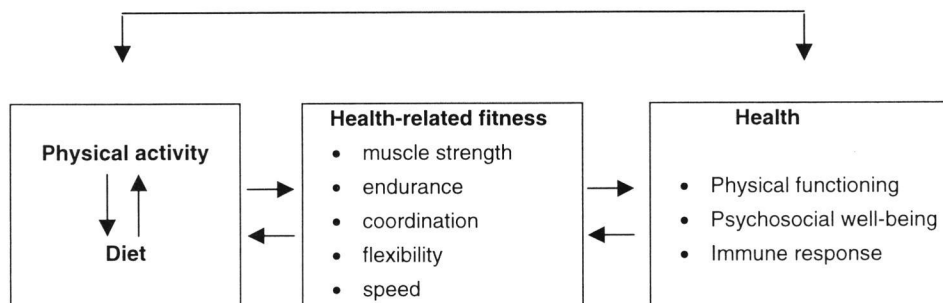 Physical activity
Diet
Health-related fitness
• muscle strength
• endurance
• coordination
• flexibility
• speed
Health
• Physical functioning
• Psychosocial well-being
• Immune response